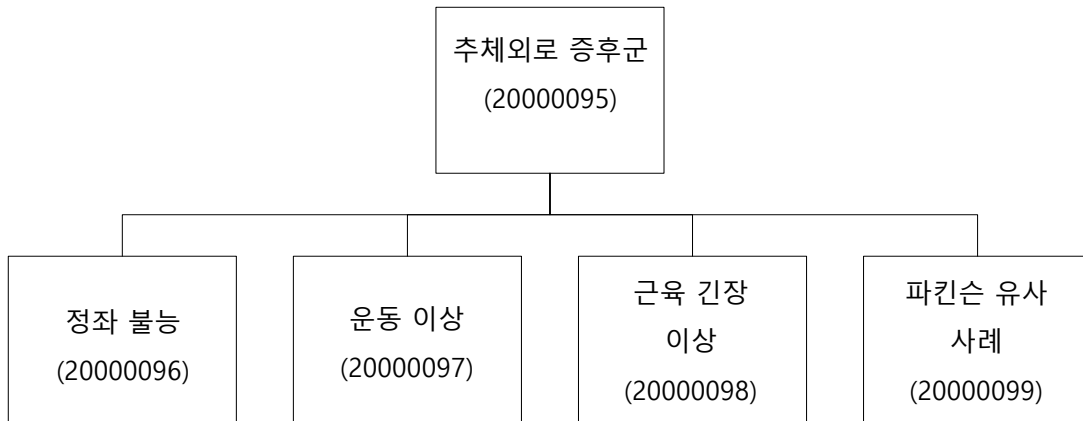 추체외로 증후군
(20000095)
정좌 불능
(20000096)
운동 이상
(20000097)
근육 긴장
이상
(20000098)
파킨슨 유사
사례
(20000099)